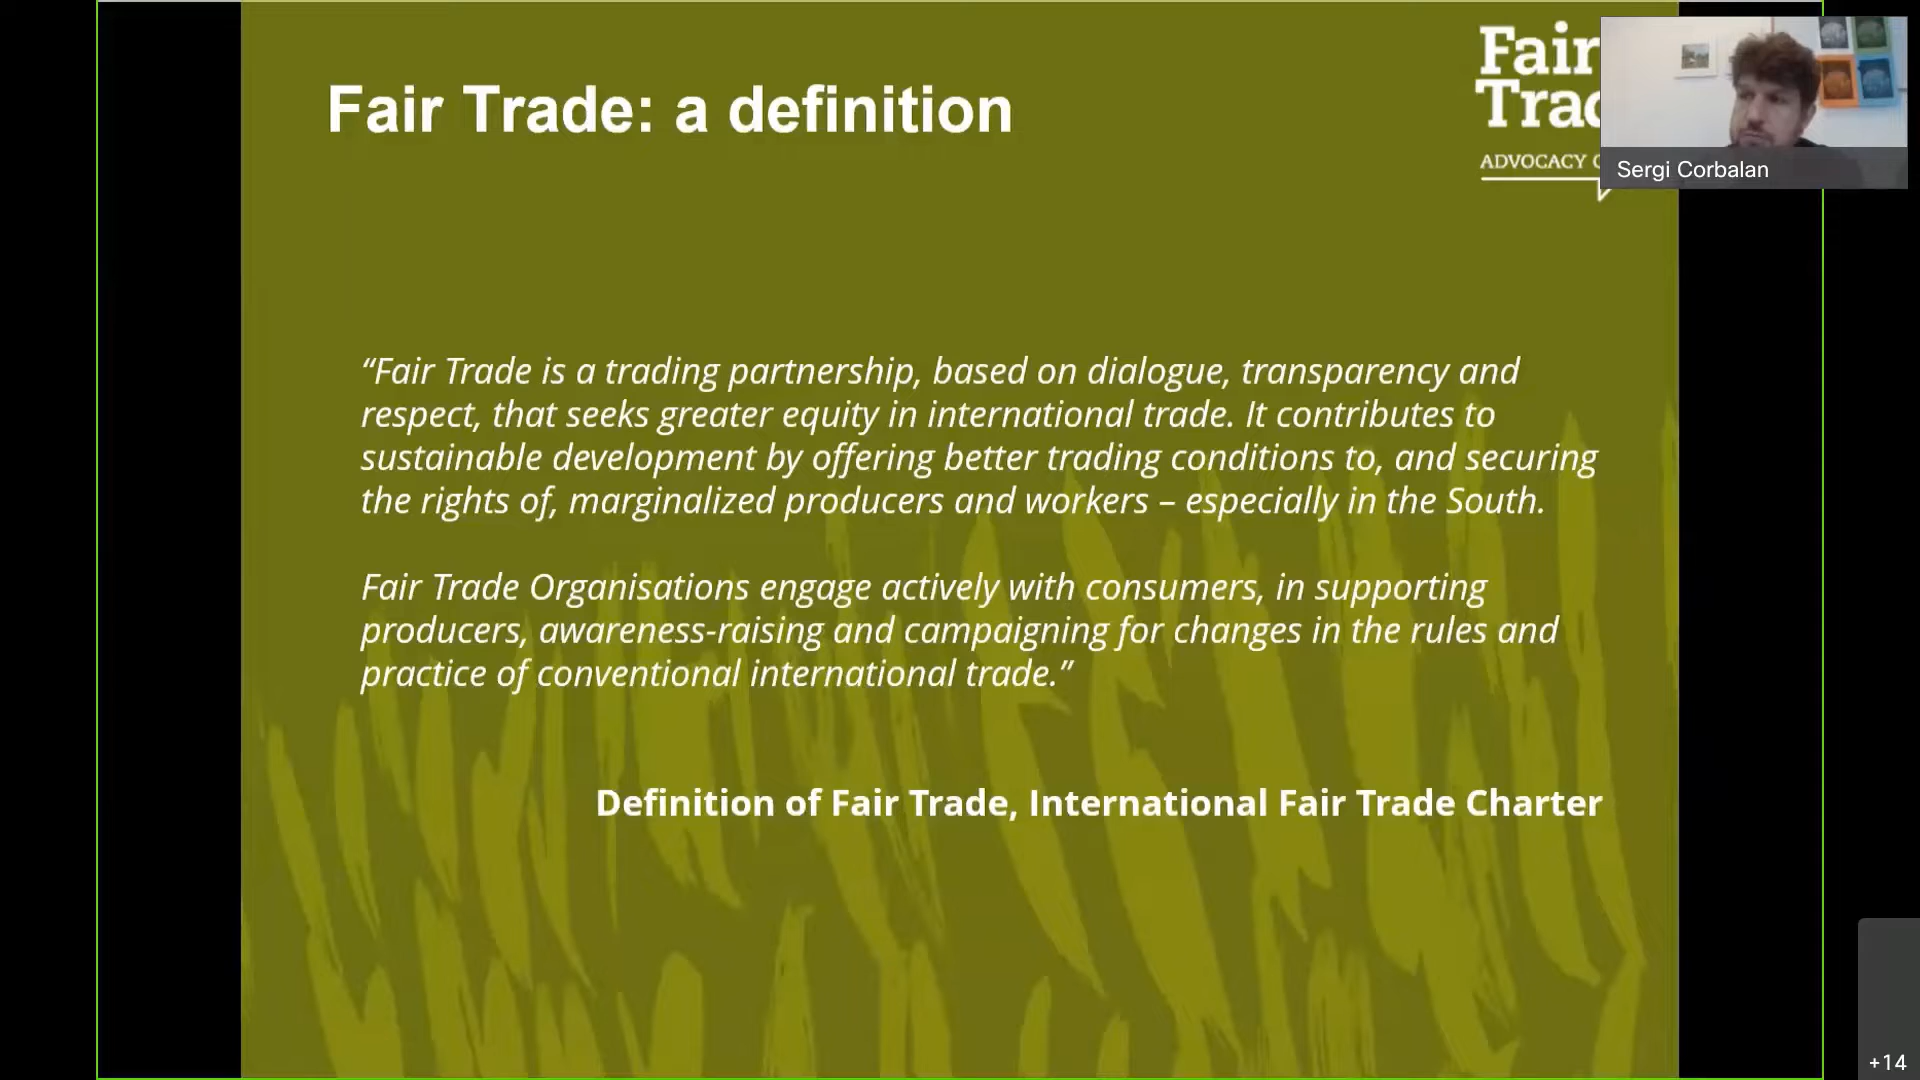 Fair Trade: a definition
Fair
ADVOCACY
Sergi Corbalan
“Fair Trade is a trading partnership, based on dialogue, transparency and
respect, that seeks greater equity in international trade. It contributes to
sustainable development by offering better trading conditions to, and securing
the rights of, marginalized producers and workers – especially in the South.
Fair Trade Organisations engage actively with consumers, in supporting
producers, awareness-raising and campaigning for changes in the rules and
practice of conventional international trade.”
Definition of Fair Trade, International Fair Trade Charter
+14